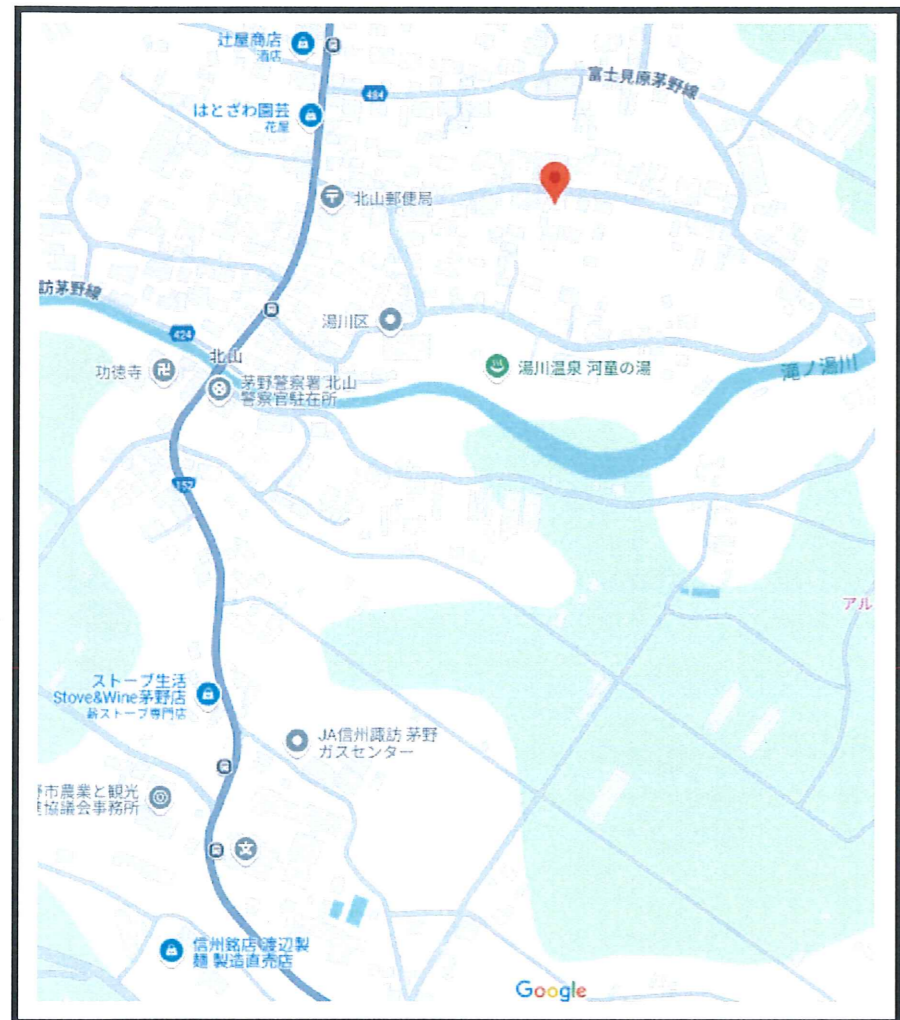 辻屋商店
酒店
はとざわ園芸
花屋
484
富士見原茅野線
北山郵便局
訪茅野線
424
湯川区
北山
功徳寺
茅野警察署 北山
警察官駐在所
湯川温泉 河童の湯
滝ノ湯川
152
アル
ストーブ生活
Stove&Wine茅野店
薪ストーブ専門店
JA信州諏訪 茅野
ガスセンター
野市農業と観光
協議会事務所
文
信州銘店 渡辺製
麺 製造直売店
Google